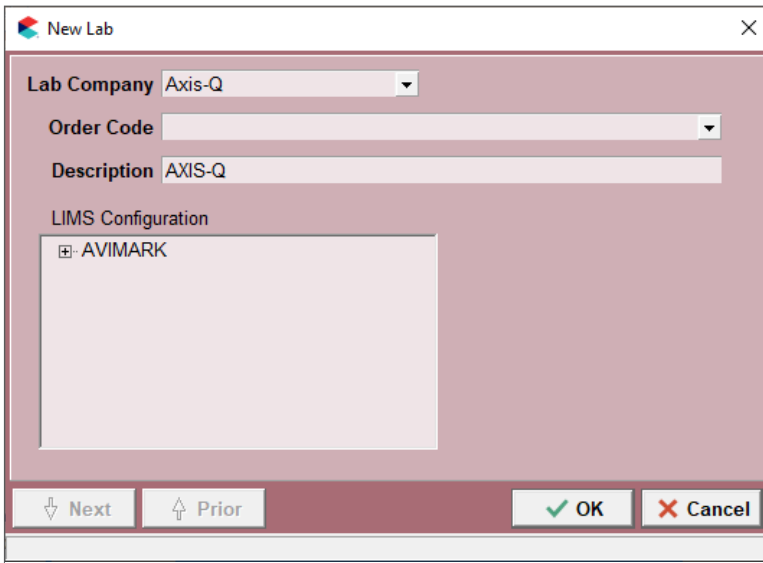 New Lab
Lab Company Axis-Q
Order Code
Description AXIS-Q
LIMS Configuration
AVIMARK
Next Prior OK Cancel